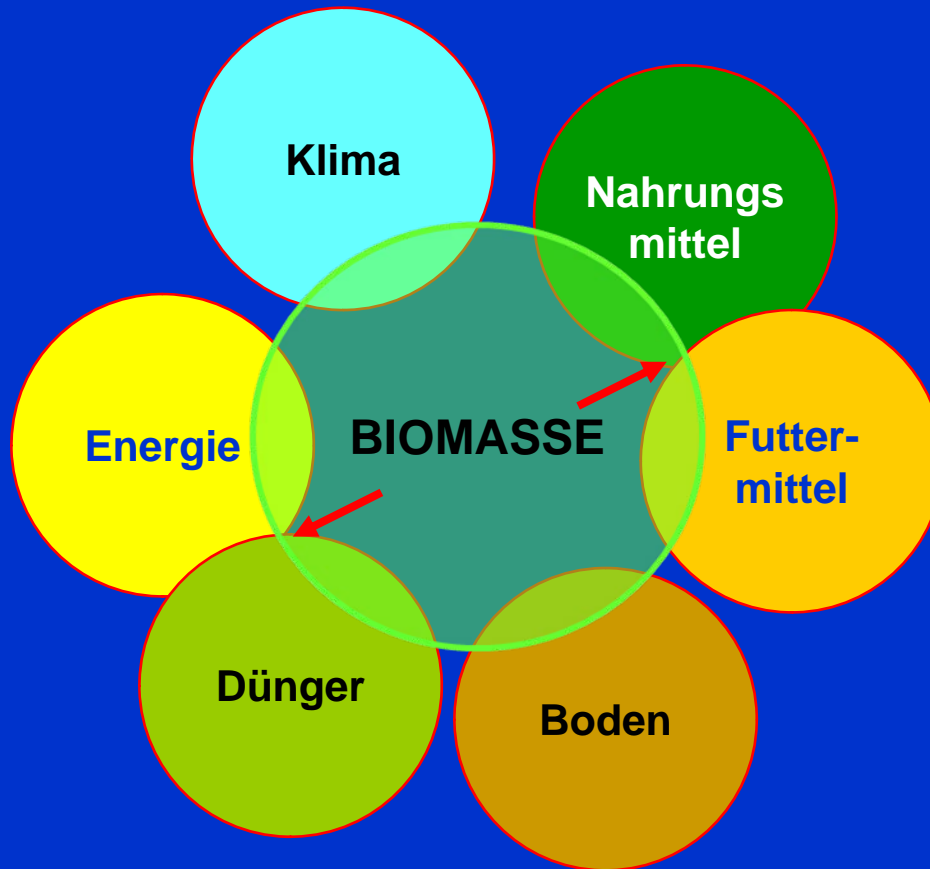 Klima
Nahrungs
mittel
Energie
BIOMASSE
Futter-
mittel
Dünger
Boden